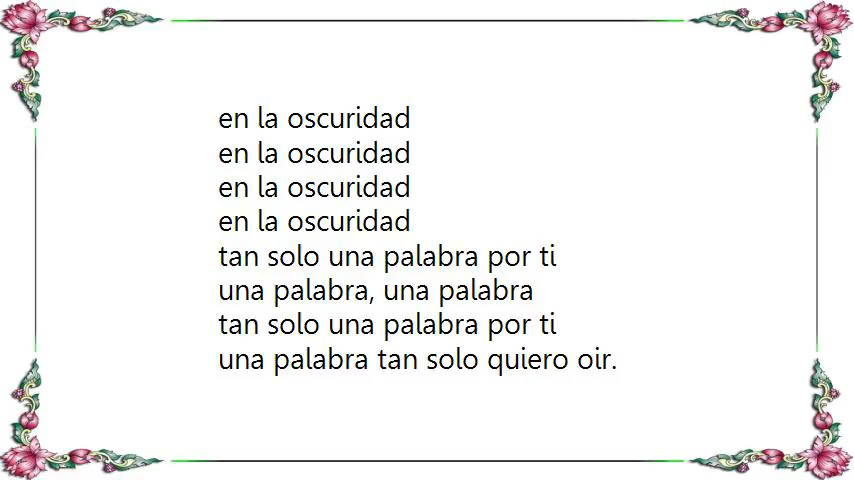 en la oscuridad
en la oscuridad
en la oscuridad
en la oscuridad
tan solo una palabra por ti
una palabra, una palabra
tan solo una palabra por ti
una palabra tan solo quiero oir.